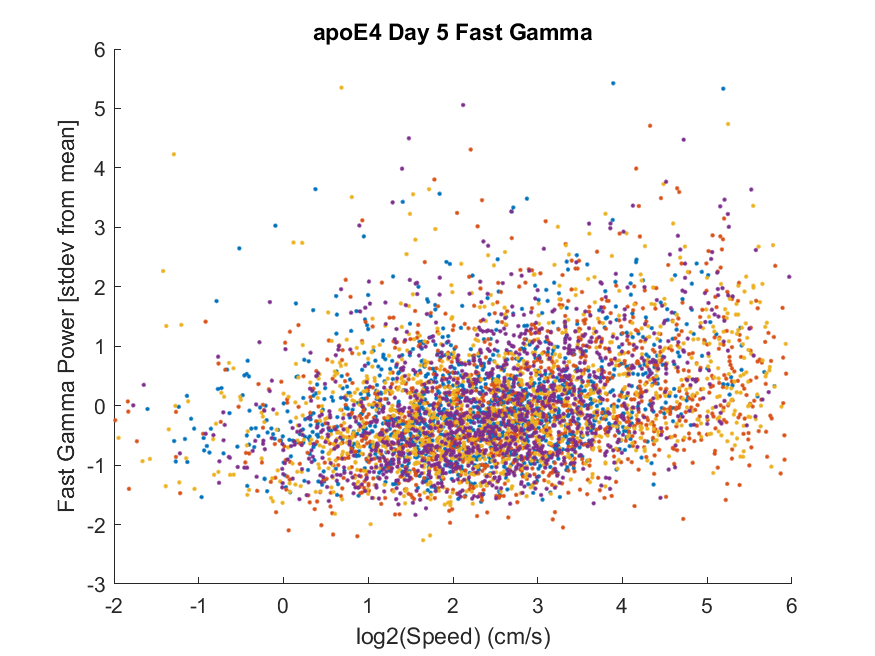 apoE4 Day 5 Fast Gamma
6
5
4
3
2
1
0
-1
-2
-3
Fast Gamma Power [stdev from mean]
-2 -1 0 1 2 3 4 5 6
log2(Speed) (cm/s)